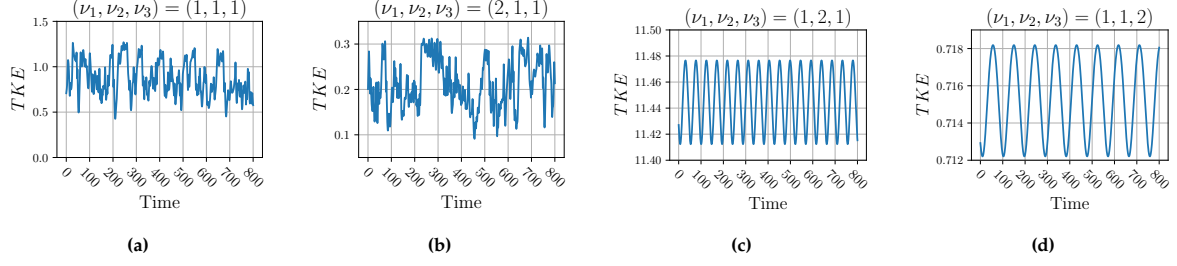 (ν₁, ν₂, ν₃) = (1, 1, 1)
TKE
1.5
1.0
0.5
0.0
0 100 200 300 400 500 600 700 800
Time
(a)
(ν₁, ν₂, ν₃) = (2, 1, 1)
TKE
0.3
0.2
0.1
0 100 200 300 400 500 600 700 800
Time
(b)
(ν₁, ν₂, ν₃) = (1, 2, 1)
TKE
11.50
11.48
11.46
11.44
11.42
11.40
0 100 200 300 400 500 600 700 800
Time
(c)
(ν₁, ν₂, ν₃) = (1, 1, 2)
TKE
0.718
0.716
0.714
0.712
0 100 200 300 400 500 600 700 800
Time
(d)